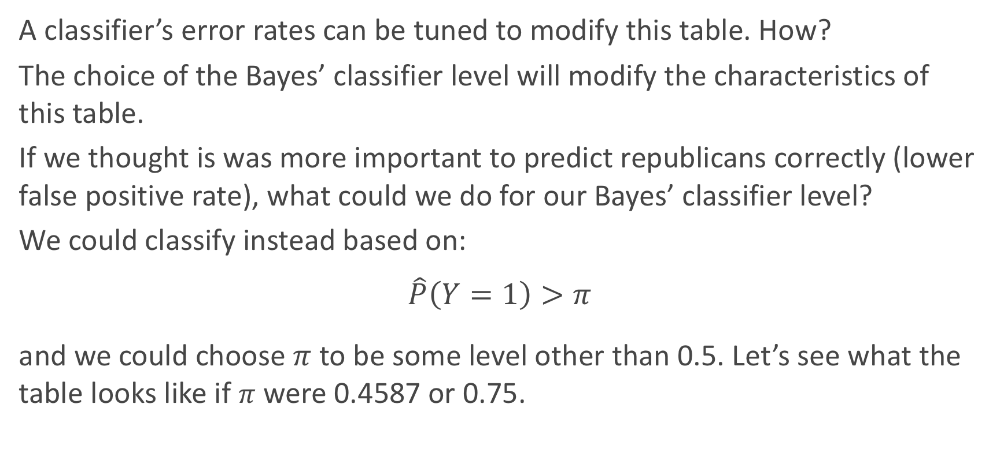 A classifier’s error rates can be tuned to modify this table. How?
The choice of the Bayes’ classifier level will modify the characteristics of
this table.
If we thought is was more important to predict republicans correctly (lower
false positive rate), what could we do for our Bayes’ classifier level?
We could classify instead based on:
P̂(Y = 1) > π
and we could choose π to be some level other than 0.5. Let’s see what the
table looks like if π were 0.4587 or 0.75.